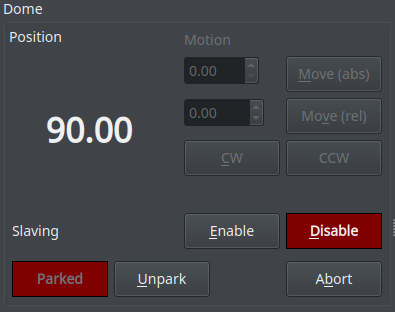 Dome
Position
Motion
0.00
Move (abs)
90.00
0.00
Move (rel)
CW
CCW
Slaving
Enable
Disable
Parked
Unpark
Abort